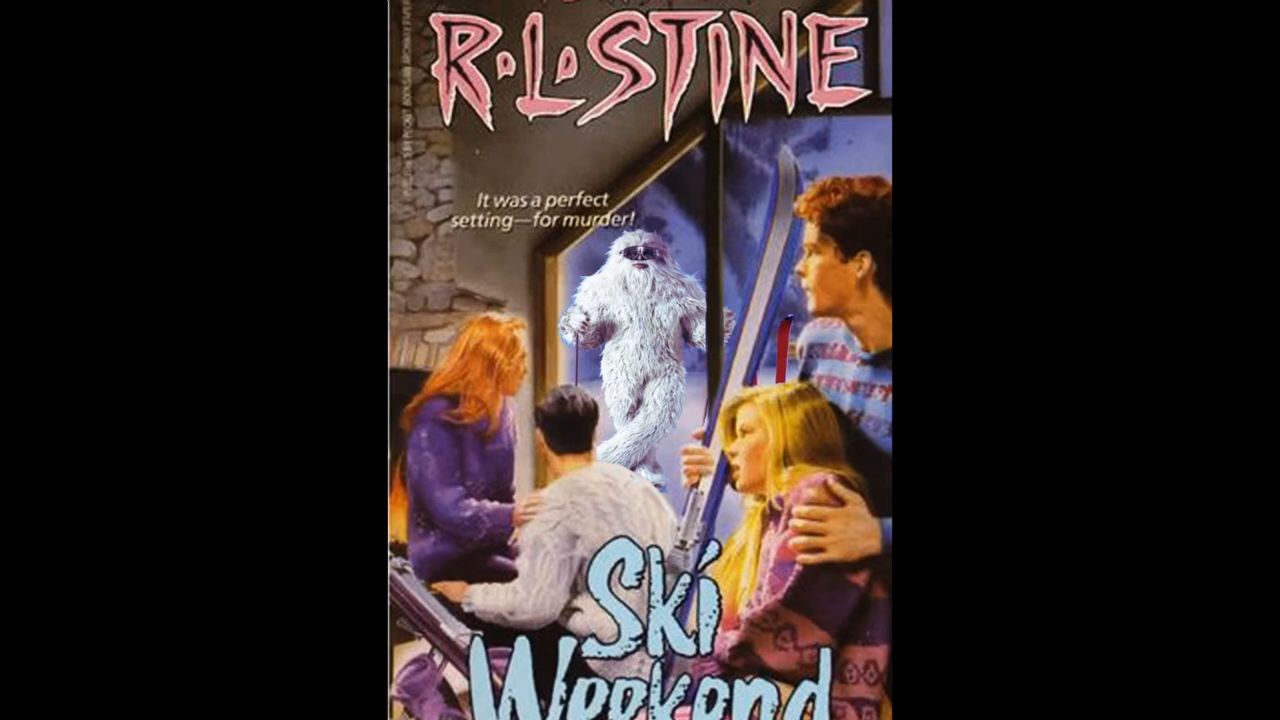 R•L•STINE
It was a perfect
setting—for murder!
Ski
Weekend